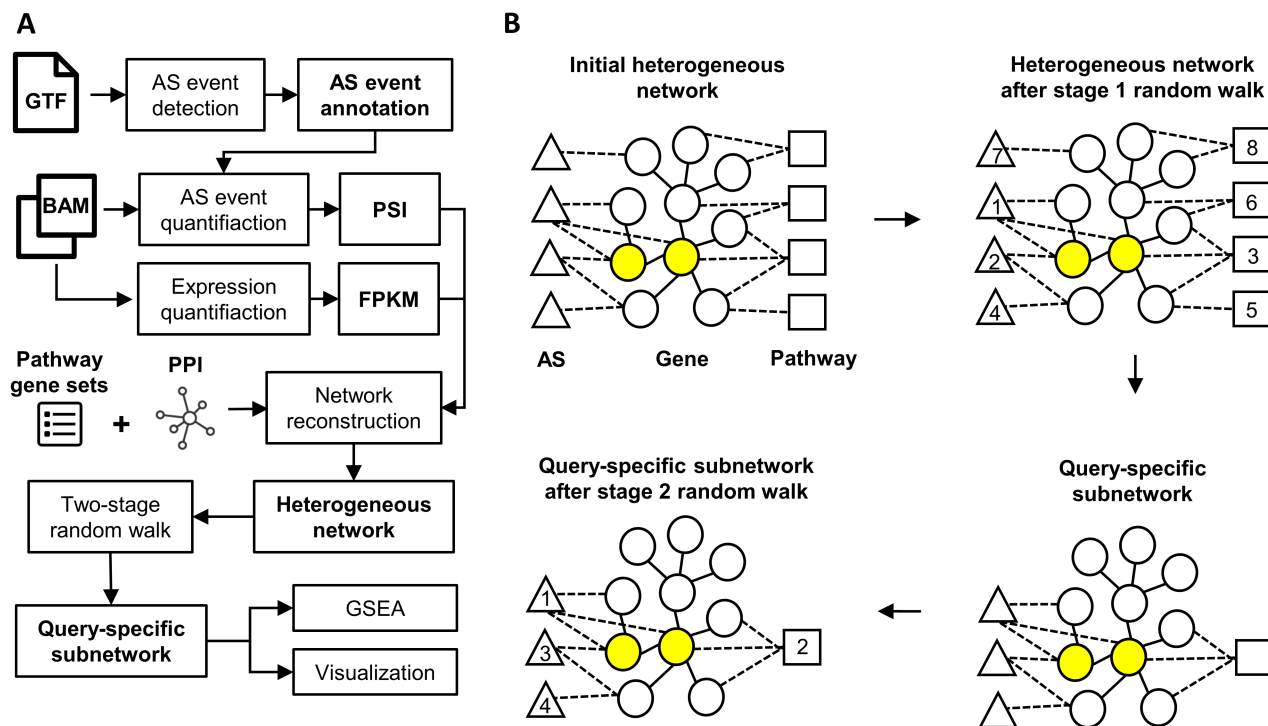 A
GTF
AS event
detection
AS event
annotation
BAM
AS event
quantifiaction
PSI
Expression
quantifiaction
FPKM
Pathway
gene sets
+
PPI
Network
reconstruction
Two-stage
random walk
Heterogeneous
network
Query-specific
subnetwork
GSEA
Visualization
B
Initial heterogeneous
network
AS
Gene
Pathway
Heterogeneous network
after stage 1 random walk
7
8
1
6
2
3
4
5
Query-specific subnetwork
after stage 2 random walk
1
3
2
4
Query-specific
subnetwork